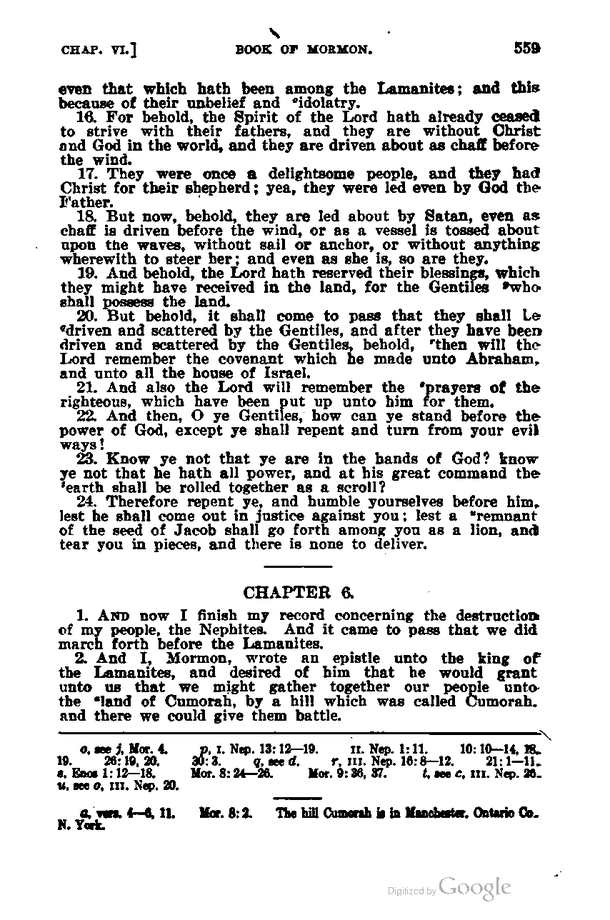 CHAP. VI.] BOOK OF MORMON. 559
even that which hath been among the Lamanites; and this
because of their unbelief and °idolatry.
16. For behold, the Spirit of the Lord hath already ceased
to strive with their fathers, and they are without Christ
and God in the world, and they are driven about as chaff before
the wind.
17. They were once a delightsome people, and they had
Christ for their shepherd; yea, they were led even by God the
Father.
18. But now, behold, they are led about by Satan, even as
chaff is driven before the wind, or as a vessel is tossed about
upon the waves, without sail or anchor, or without anything
wherewith to steer her; and even as she is, so are they.
19. And behold, the Lord hath reserved their blessings, which
they might have received in the land, for the Gentiles ᵖwho
shall possess the land.
20. But behold, it shall come to pass that they shall be
ᵠdriven and scattered by the Gentiles, and after they have been
driven and scattered by the Gentiles, behold, ʳthen will the
Lord remember the covenant which he made unto Abraham,
and unto all the house of Israel.
21. And also the Lord will remember the ˢprayers of the
righteous, which have been put up unto him for them.
22. And then, O ye Gentiles, how can ye stand before the
power of God, except ye shall repent and turn from your evil
ways!
23. Know ye not that ye are in the hands of God? know
ye not that he hath all power, and at his great command the
ᵗearth shall be rolled together as a scroll?
24. Therefore repent ye, and humble yourselves before him,
lest he shall come out in justice against you; lest a ᵘremnant
of the seed of Jacob shall go forth among you as a lion, and
tear you in pieces, and there is none to deliver.
CHAPTER 6.
1. AND now I finish my record concerning the destruction
of my people, the Nephites. And it came to pass that we did
march forth before the Lamanites.
2. And I, Mormon, wrote an epistle unto the king of
the Lamanites, and desired of him that he would grant
unto us that we might gather together our people unto
the ᵃland of Cumorah, by a hill which was called Cumorah.
and there we could give them battle.
o, see j, Mor. 4. p, I. Nep. 13:12—19. II. Nep. 1:11. 10:10—14, 18,
19. 26:19, 20. 30:3. q, see d. r, III. Nep. 16:8—12. 21:1—11.
s, Enos 1:12—18. Mor. 8:24—26. Mor. 9:36, 37. t, see c, III. Nep. 26.
u, see o, III. Nep. 20.
a, vers. 4—6, 11. Mor. 8:2. The hill Cumorah is in Manchester, Ontario Co.
N. York.
Digitized by Google